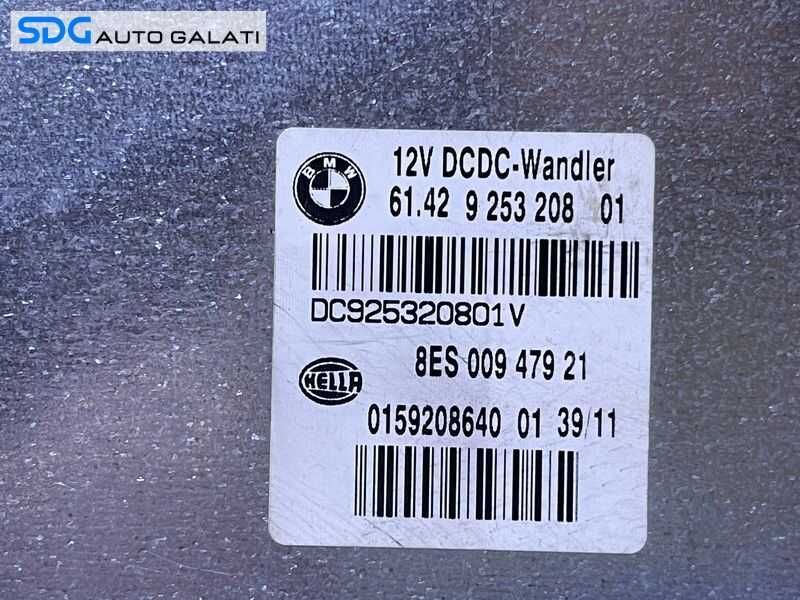 SDG AUTO GALATI
BMW
12V DCDC-Wandler
61.42 9 253 208 01
DC925320801V
8ES 009 479 21
HELLA
0159208640 01 39/11